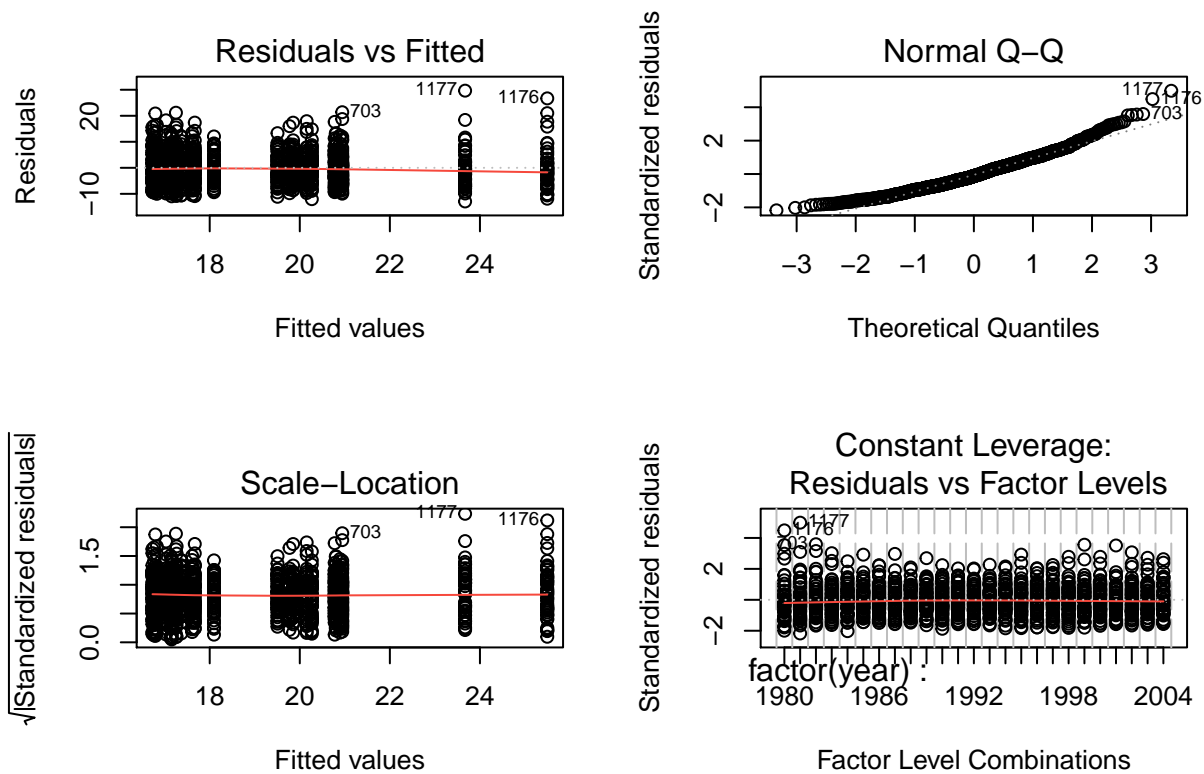 Residuals vs Fitted
Residuals
20
−10
1177
1176
703
18 20 22 24
Fitted values
Normal Q−Q
Standardized residuals
2
−2
1177
1176
703
−3 −2 −1 0 1 2 3
Theoretical Quantiles
Scale−Location
√|Standardized residuals|
1.5
0.0
1177
1176
703
18 20 22 24
Fitted values
Constant Leverage:
Residuals vs Factor Levels
Standardized residuals
2
−2
1177
1176
703
factor(year) :
1980 1986 1992 1998 2004
Factor Level Combinations